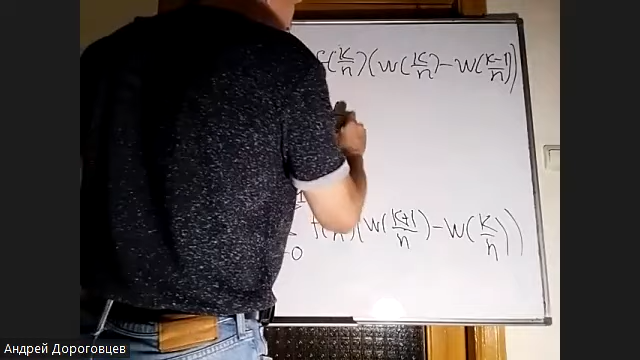 f(k/n)(w(k/n)-w(k-1/n))
f(k/n)(w(k+1/n)-w(k/n))
=0
Андрей Дороговцев